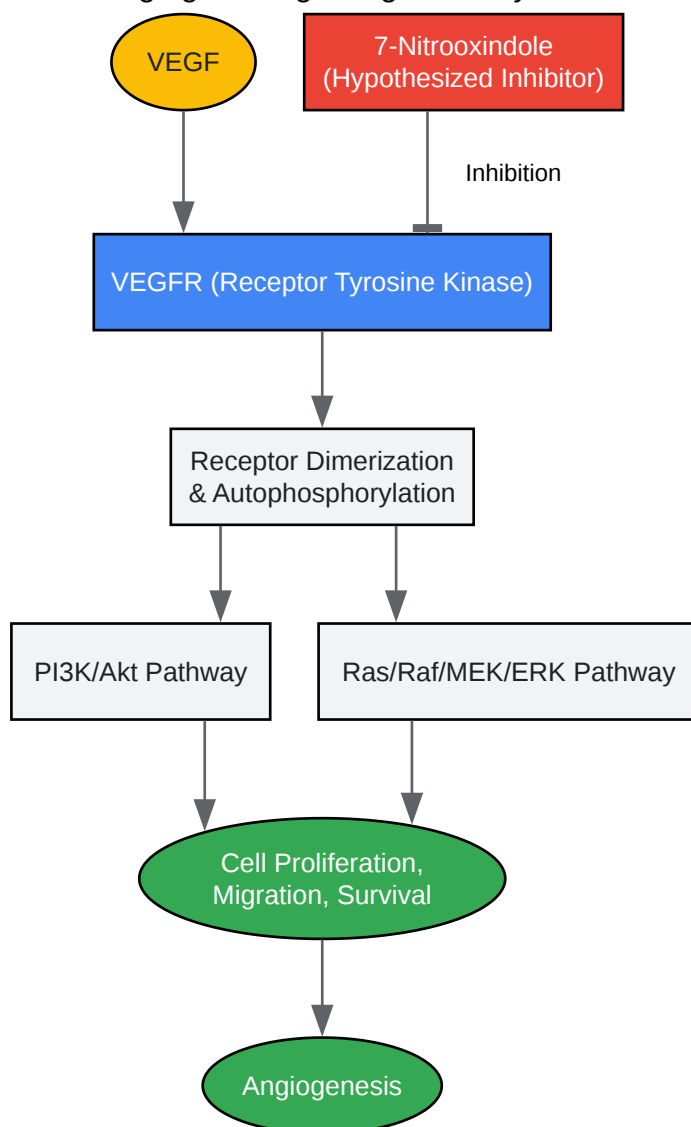 VEGF
7-Nitrooxindole
(Hypothesized Inhibitor)
Inhibition
VEGFR (Receptor Tyrosine Kinase)
Receptor Dimerization
& Autophosphorylation
PI3K/Akt Pathway
Ras/Raf/MEK/ERK Pathway
Cell Proliferation,
Migration, Survival
Angiogenesis